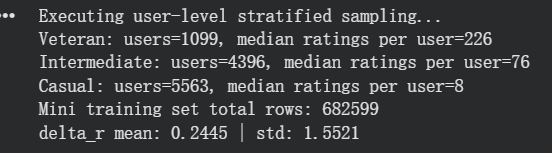 ••• Executing user-level stratified sampling...
Veteran: users=1099, median ratings per user=226
Intermediate: users=4396, median ratings per user=76
Casual: users=5563, median ratings per user=8
Mini training set total rows: 682599
delta_r mean: 0.2445 | std: 1.5521